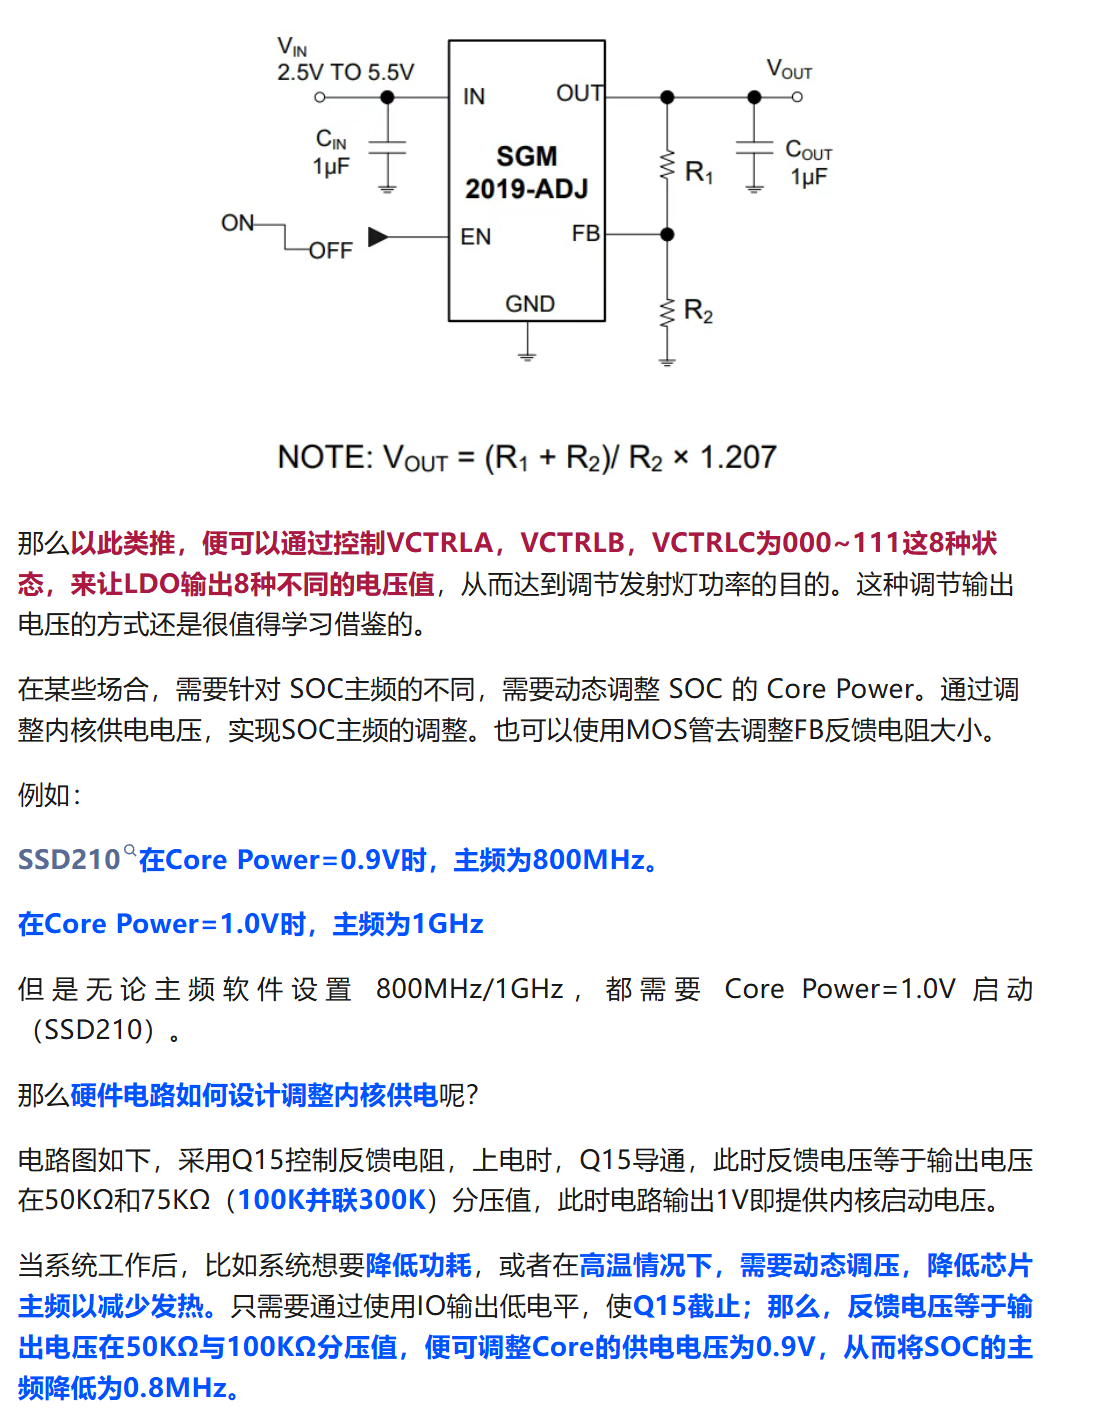 VIN
2.5V TO 5.5V
VOUT
IN
OUT
CIN
1μF
SGM
2019-ADJ
R1
COUT
1μF
ON
OFF
EN
FB
GND
R2
NOTE: VOUT = (R1 + R2)/ R2 × 1.207
那么以此类推，便可以通过控制VCTRLA，VCTRLB，VCTRLC为000~111这8种状
态，来让LDO输出8种不同的电压值，从而达到调节发射灯功率的目的。这种调节输出
电压的方式还是很值得学习借鉴的。
在某些场合，需要针对 SOC主频的不同，需要动态调整 SOC 的 Core Power。通过调
整内核供电电压，实现SOC主频的调整。也可以使用MOS管去调整FB反馈电阻大小。
例如：
SSD210在Core Power=0.9V时，主频为800MHz。
在Core Power=1.0V时，主频为1GHz
但是无论主频软件设置 800MHz/1GHz，都需要 Core Power=1.0V 启动
（SSD210）。
那么硬件电路如何设计调整内核供电呢？
电路图如下，采用Q15控制反馈电阻，上电时，Q15导通，此时反馈电压等于输出电压
在50KΩ和75KΩ（100K并联300K）分压值，此时电路输出1V即提供内核启动电压。
当系统工作后，比如系统想要降低功耗，或者在高温情况下，需要动态调压，降低芯片
主频以减少发热。只需要通过使用IO输出低电平，使Q15截止；那么，反馈电压等于输
出电压在50KΩ与100KΩ分压值，便可调整Core的供电电压为0.9V，从而将SOC的主
频降低为0.8MHz。